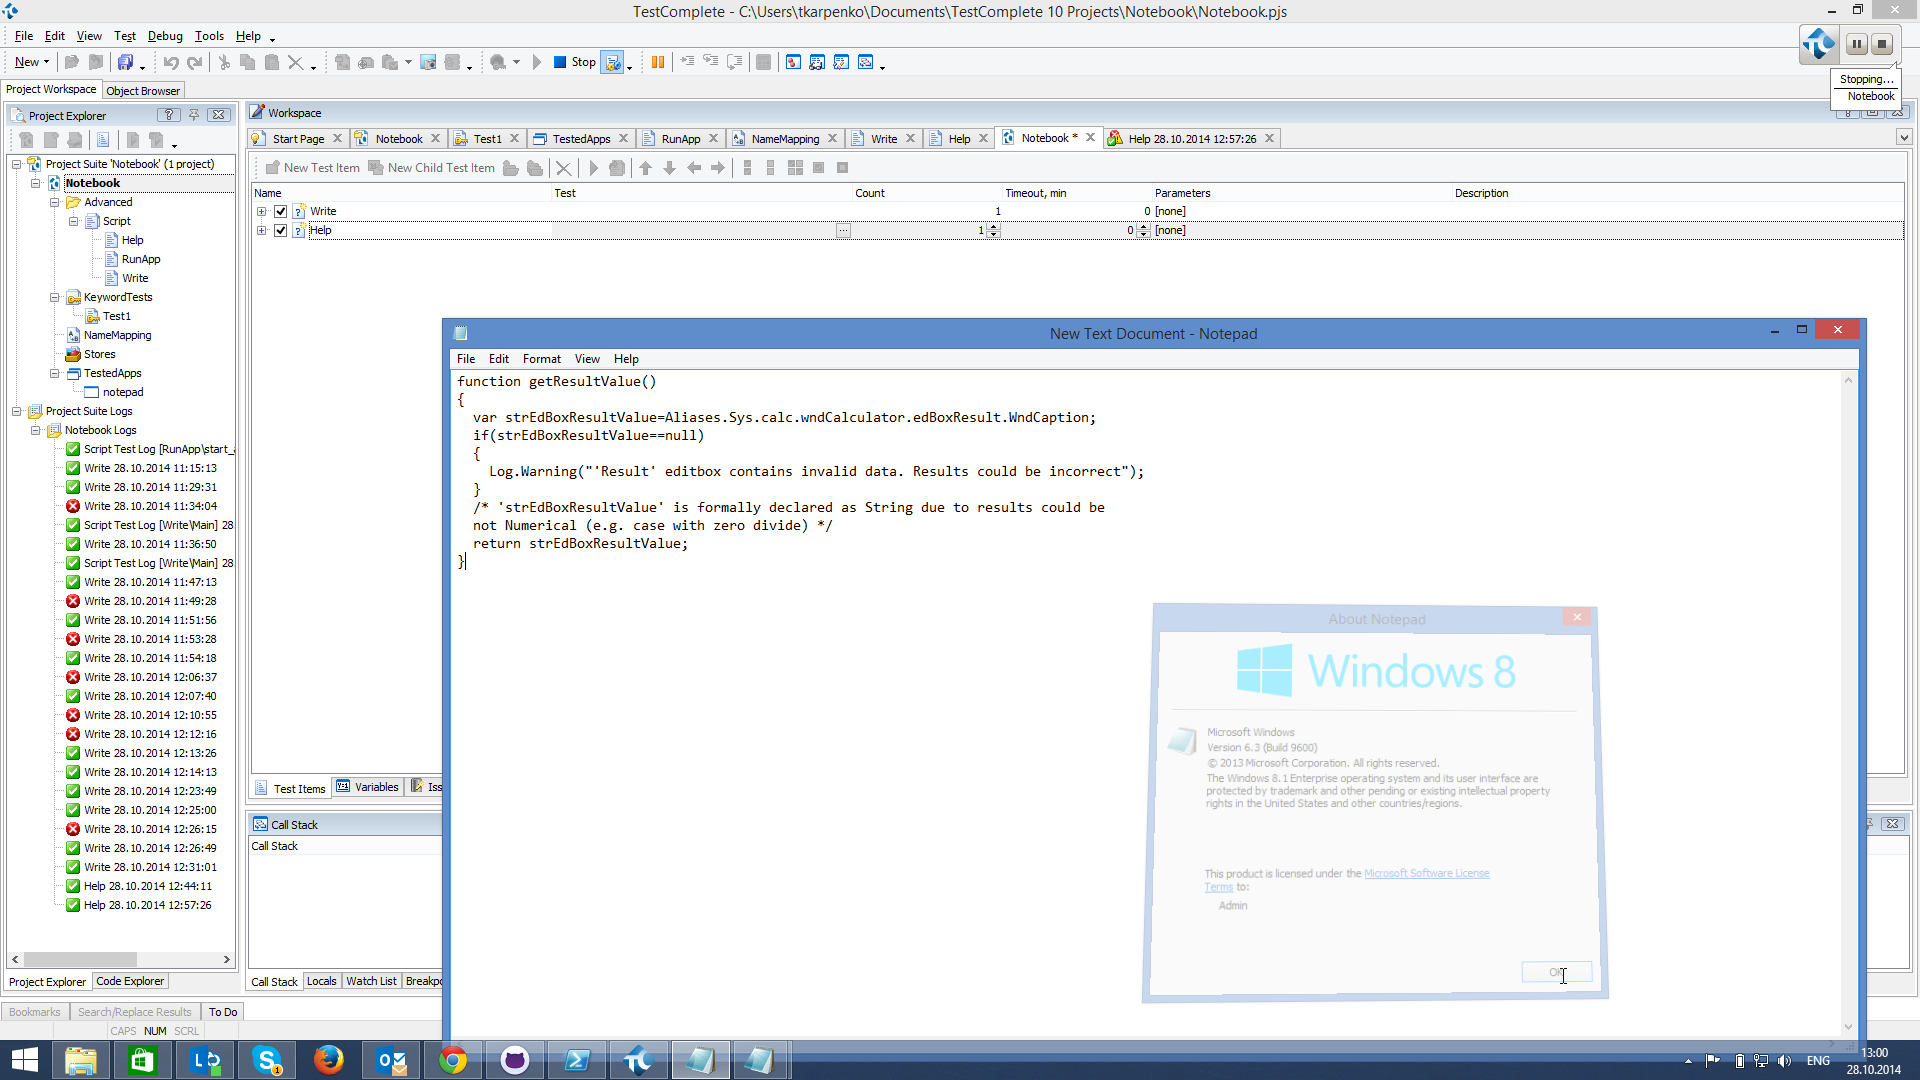 TestComplete - C:\Users\tkarpenko\Documents\TestComplete 10 Projects\Notebook\Notebook.pjs
File Edit View Test Debug Tools Help
New Stop
Stopping...
Notebook
Project Workspace Object Browser
Project Explorer
Workspace
Start Page Notebook Test1 TestedApps RunApp NameMapping Write Help Notebook * Help 28.10.2014 12:57:26
New Test Item New Child Test Item
Name Test Count Timeout, min Parameters Description
Write 1 0 [none]
Help ... 1 0 [none]
Project Suite 'Notebook' (1 project)
Notebook
Advanced
Script
Help
RunApp
Write
KeywordTests
Test1
NameMapping
Stores
TestedApps
notepad
Project Suite Logs
Notebook Logs
Script Test Log [RunApp\start_
Write 28.10.2014 11:15:13
Write 28.10.2014 11:29:31
Write 28.10.2014 11:34:04
Script Test Log [Write\Main] 28
Write 28.10.2014 11:36:50
Script Test Log [Write\Main] 28
Write 28.10.2014 11:47:13
Write 28.10.2014 11:49:28
Write 28.10.2014 11:51:56
Write 28.10.2014 11:53:28
Write 28.10.2014 11:54:18
Write 28.10.2014 12:06:37
Write 28.10.2014 12:07:40
Write 28.10.2014 12:10:55
Write 28.10.2014 12:12:16
Write 28.10.2014 12:13:26
Write 28.10.2014 12:14:13
Write 28.10.2014 12:23:49
Write 28.10.2014 12:25:00
Write 28.10.2014 12:26:15
Write 28.10.2014 12:26:49
Write 28.10.2014 12:31:01
Help 28.10.2014 12:44:11
Help 28.10.2014 12:57:26
Project Explorer Code Explorer
New Text Document - Notepad
File Edit Format View Help
function getResultValue()
{
var strEdBoxResultValue=Aliases.Sys.calc.wndCalculator.edBoxResult.WndCaption;
if(strEdBoxResultValue==null)
{
Log.Warning("'Result' editbox contains invalid data. Results could be incorrect");
}
/* 'strEdBoxResultValue' is formally declared as String due to results could be
not Numerical (e.g. case with zero divide) */
return strEdBoxResultValue;
}
About Notepad
Windows 8
Microsoft Windows
Version 6.3 (Build 9600)
© 2013 Microsoft Corporation. All rights reserved.
The Windows 8.1 Enterprise operating system and its user interface are
protected by trademark and other pending or existing intellectual property
rights in the United States and other countries/regions.
This product is licensed under the Microsoft Software License
Terms to:
Admin
OK
Test Items Variables Iss
Call Stack
Call Stack
Call Stack Locals Watch List Breakpo
Bookmarks Search/Replace Results To Do
CAPS NUM SCRL
ENG
13:00
28.10.2014